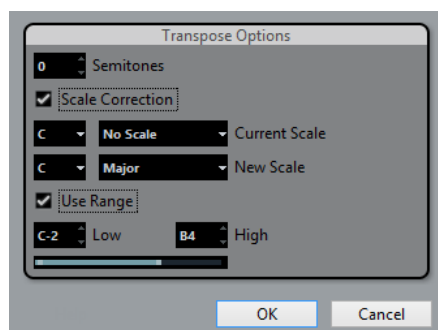 Transpose Options
0 Semitones
Scale Correction
C No Scale Current Scale
C Major New Scale
Use Range
C-2 Low B4 High
OK Cancel